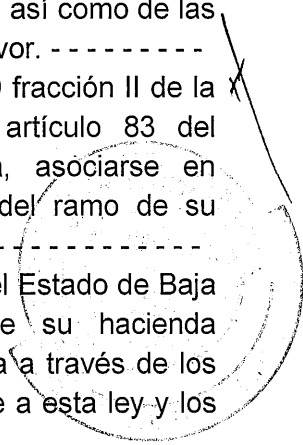 así como de las
vor. - - - - - - - - -
fracción II de la
artículo 83 del
a, asociarse en
del ramo de su
- - - - - - - - - - - -
el Estado de Baja
e su hacienda
a a través de los
e a esta ley y los